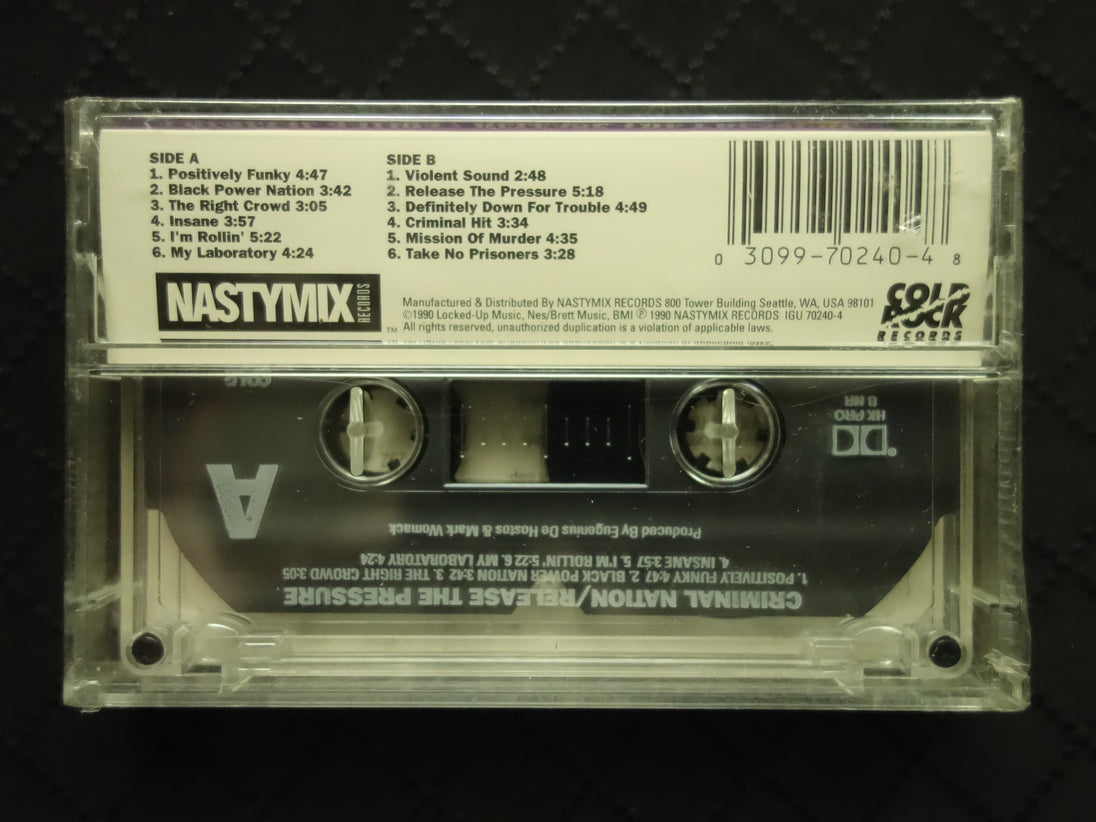 SIDE A
1. Positively Funky 4:47
2. Black Power Nation 3:42
3. The Right Crowd 3:05
4. Insane 3:57
5. I'm Rollin' 5:22
6. My Laboratory 4:24
SIDE B
1. Violent Sound 2:48
2. Release The Pressure 5:18
3. Definitely Down For Trouble 4:49
4. Criminal Hit 3:34
5. Mission Of Murder 4:35
6. Take No Prisoners 3:28
0 3099-70240-4 8
NASTYMIX RECORDS TM
Manufactured & Distributed By NASTYMIX RECORDS 800 Tower Building Seattle, WA, USA 98101
©1990 Locked-Up Music, Nes/Brett Music, BMI ℗ 1990 NASTYMIX RECORDS IGU 70240-4
All rights reserved, unauthorized duplication is a violation of applicable laws.
COLD
ROCK
RECORDS
CRIMINAL NATION/RELEASE THE PRESSURE
1. POSITIVELY FUNKY 4:47 2. BLACK POWER NATION 3:42 3. THE RIGHT CROWD 3:05
4. INSANE 3:57 5. I'M ROLLIN' 5:22 6. MY LABORATORY 4:24
Produced By Eugenius De Hostos & Mark Womack
A
HX PRO
B NR